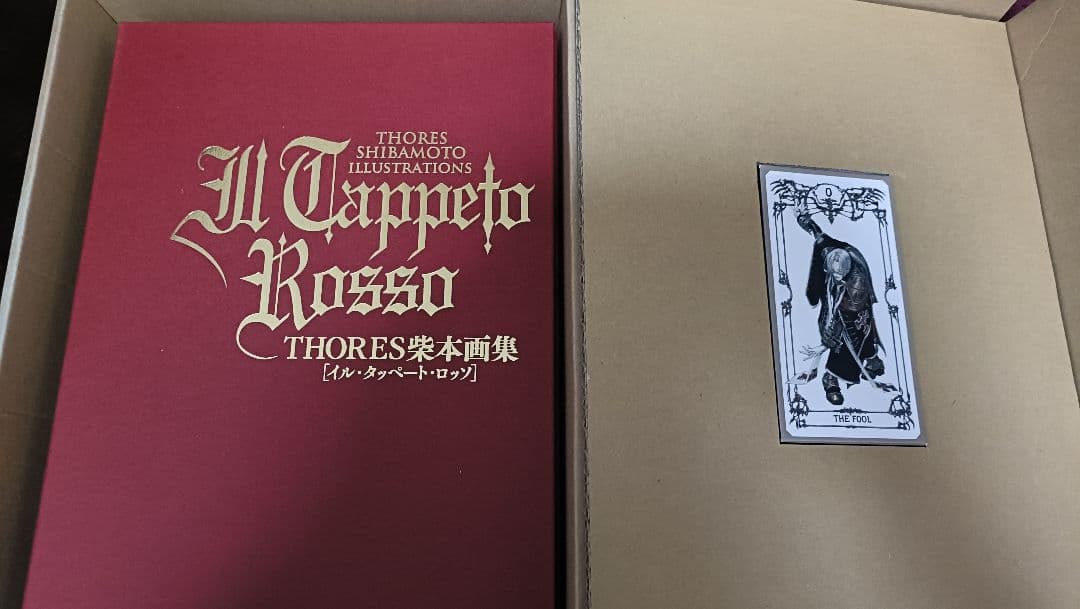 THORES
SHIBAMOTO
ILLUSTRATIONS
Il Tappeto
Rosso
THORES柴本画集
[イル・タッペート・ロッソ]
0
THE FOOL